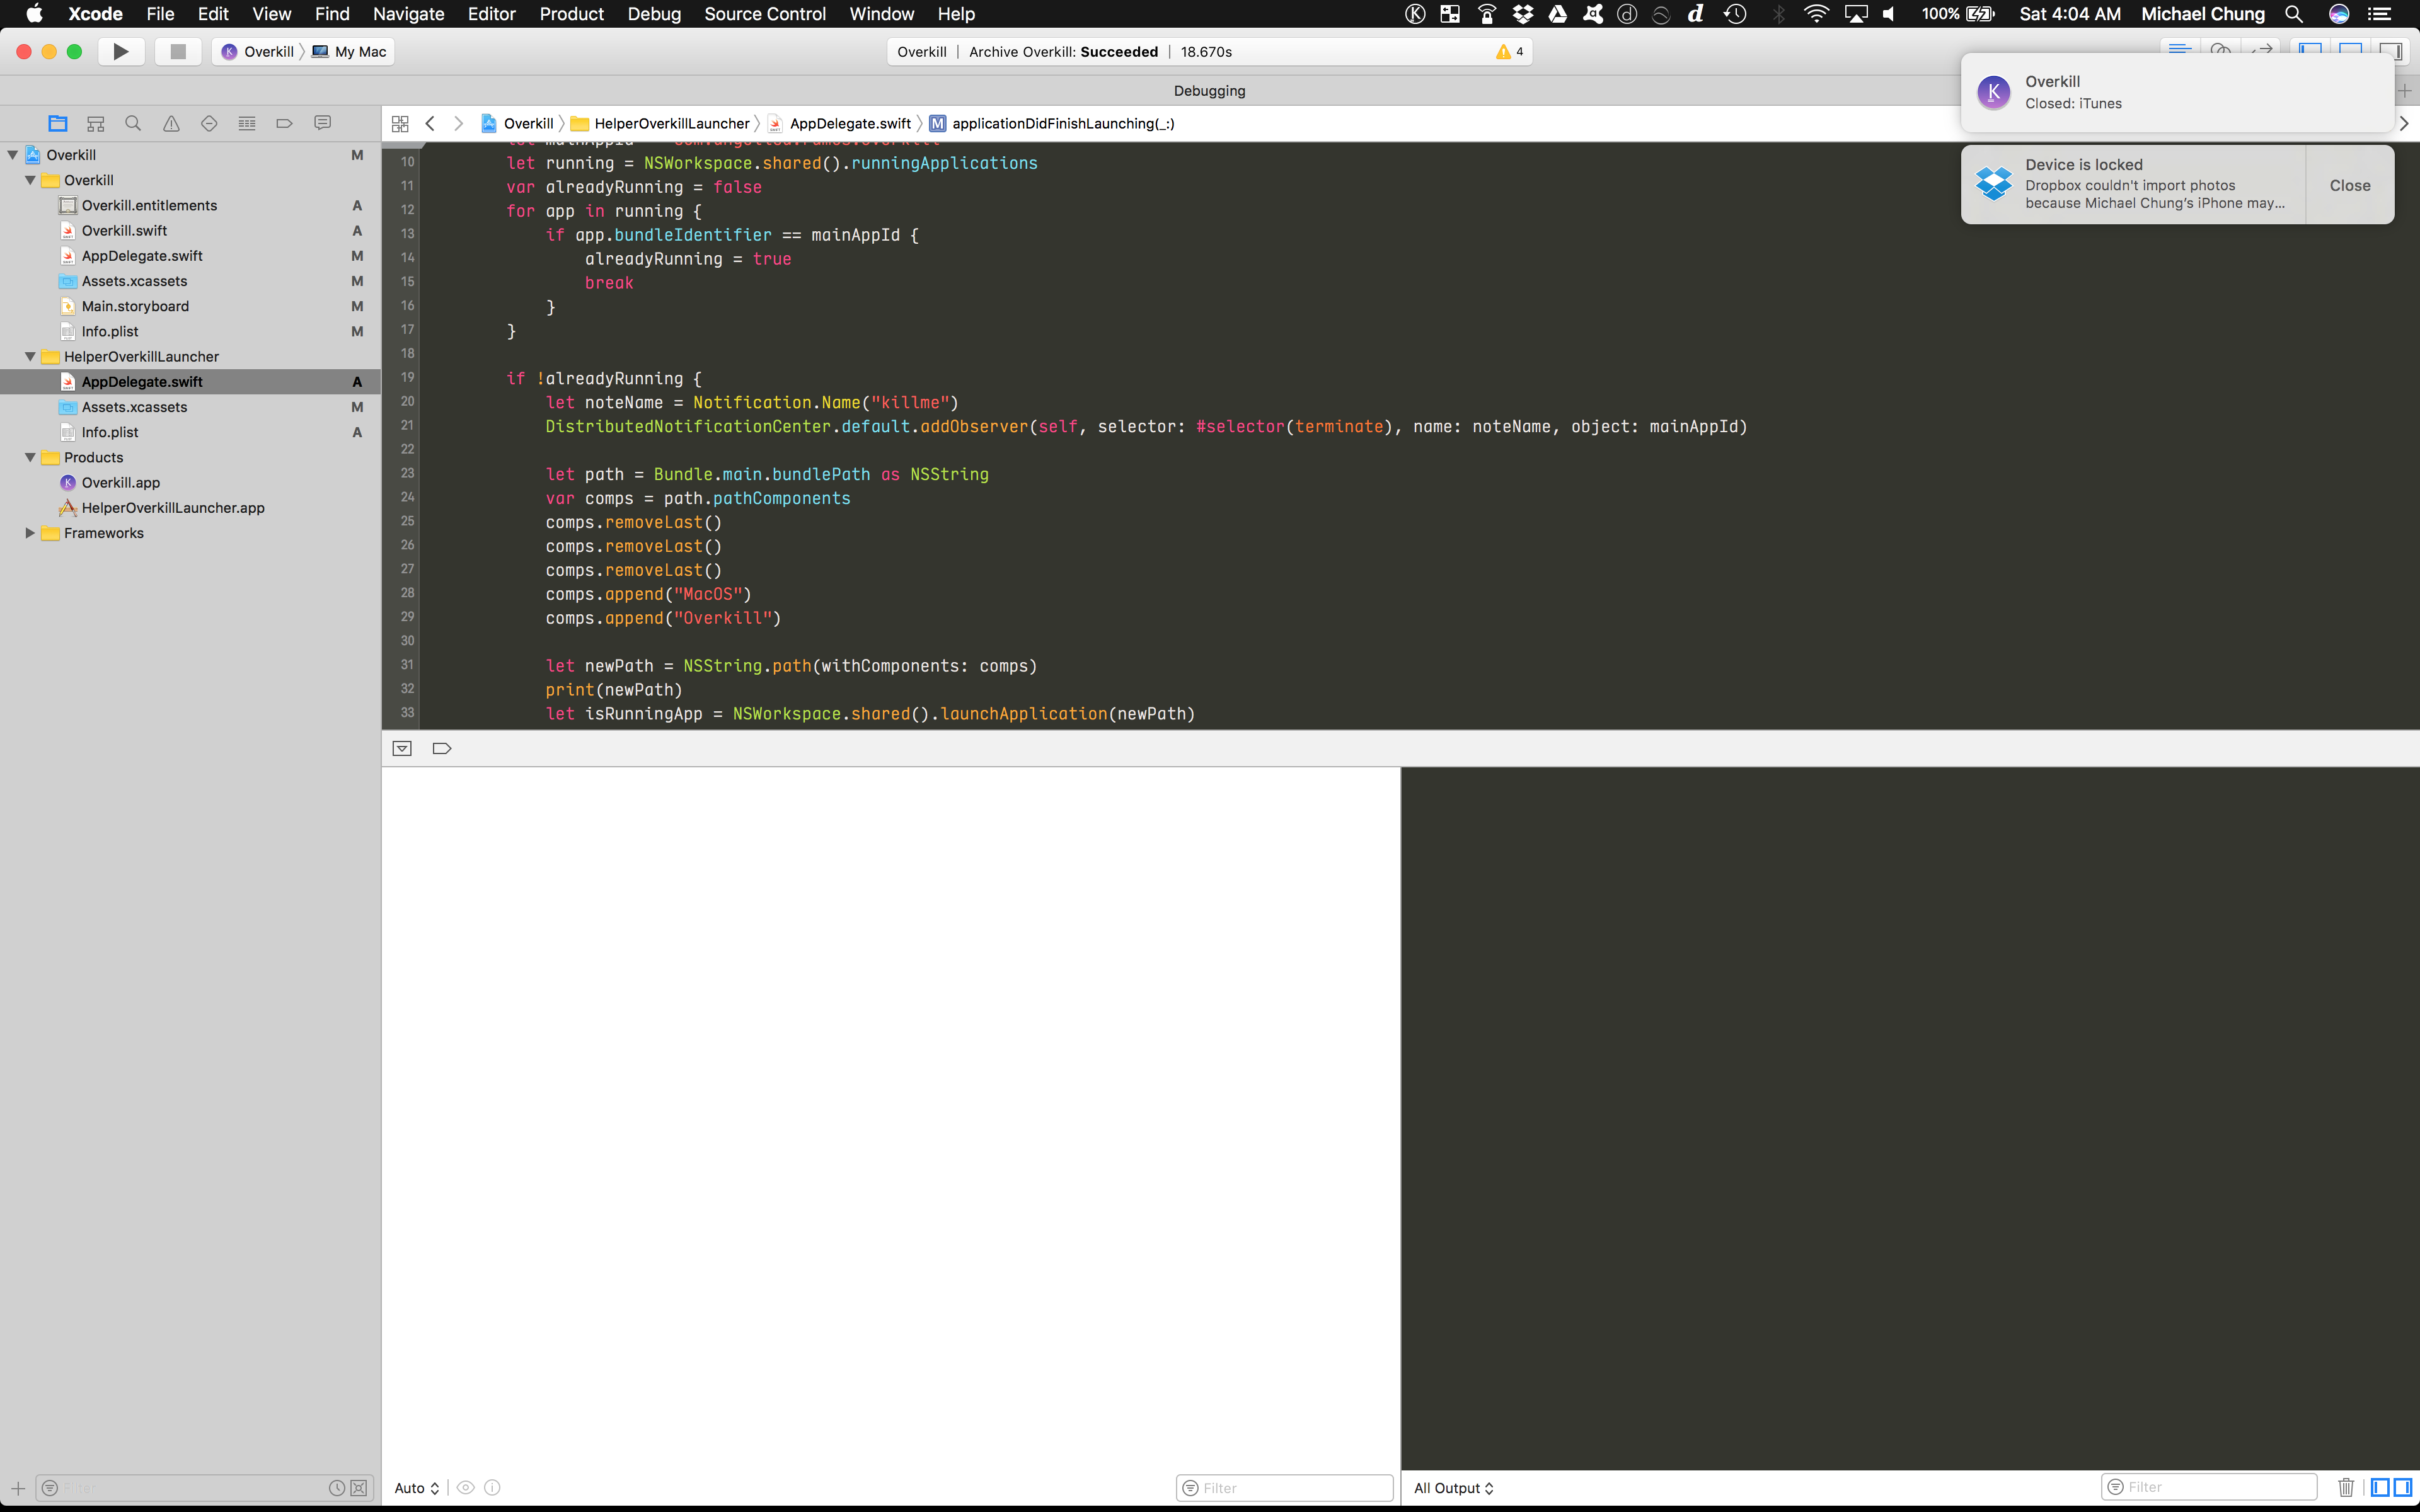 Xcode File Edit View Find Navigate Editor Product Debug Source Control Window Help 100% Sat 4:04 AM Michael Chung
Overkill My Mac
Overkill | Archive Overkill: Succeeded | 18.670s 4
Debugging
Overkill
Closed: iTunes
Device is locked
Dropbox couldn't import photos
because Michael Chung's iPhone may...
Close
Overkill HelperOverkillLauncher AppDelegate.swift M applicationDidFinishLaunching(_:)
Overkill M
Overkill
Overkill.entitlements A
Overkill.swift A
AppDelegate.swift M
Assets.xcassets M
Main.storyboard M
Info.plist M
HelperOverkillLauncher
AppDelegate.swift A
Assets.xcassets M
Info.plist A
Products
Overkill.app
HelperOverkillLauncher.app
Frameworks
10 let running = NSWorkspace.shared().runningApplications
11 var alreadyRunning = false
12 for app in running {
13 if app.bundleIdentifier == mainAppId {
14 alreadyRunning = true
15 break
16 }
17 }
18
19 if !alreadyRunning {
20 let noteName = Notification.Name("killme")
21 DistributedNotificationCenter.default.addObserver(self, selector: #selector(terminate), name: noteName, object: mainAppId)
22
23 let path = Bundle.main.bundlePath as NSString
24 var comps = path.pathComponents
25 comps.removeLast()
26 comps.removeLast()
27 comps.removeLast()
28 comps.append("MacOS")
29 comps.append("Overkill")
30
31 let newPath = NSString.path(withComponents: comps)
32 print(newPath)
33 let isRunningApp = NSWorkspace.shared().launchApplication(newPath)
Filter
Auto
Filter
All Output
Filter